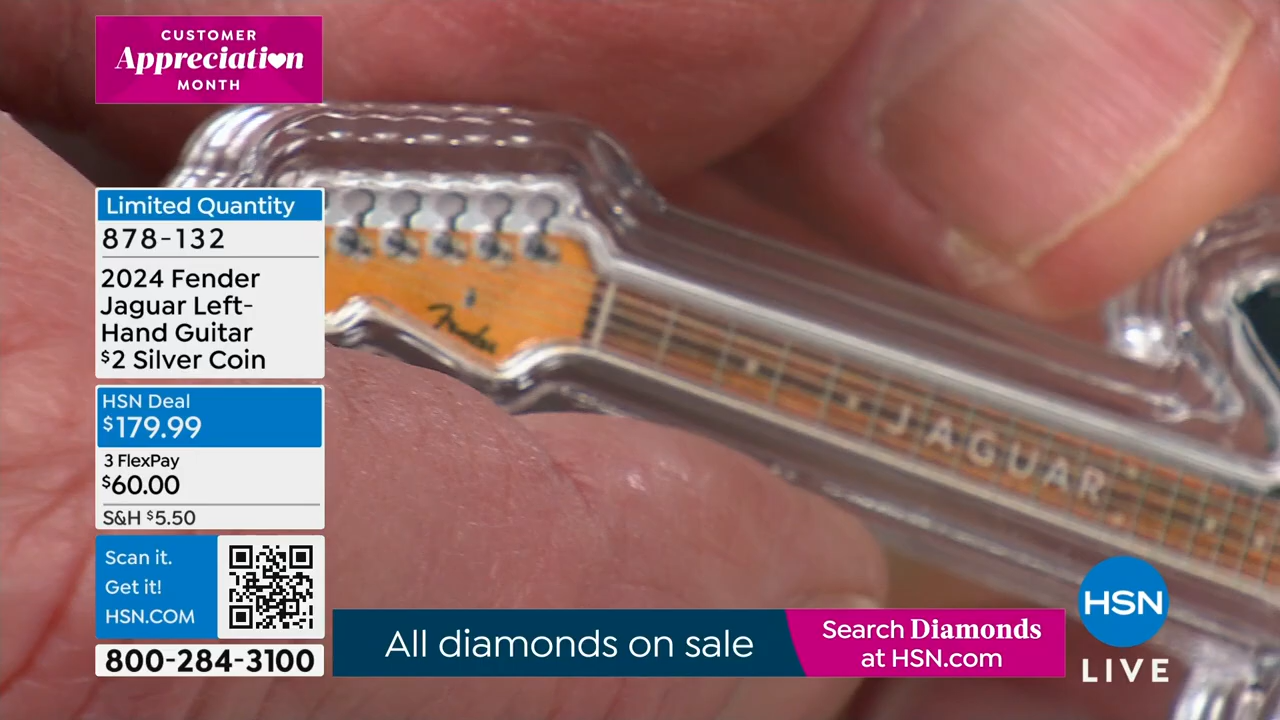 CUSTOMER
Appreciation
MONTH
Limited Quantity
878-132
2024 Fender
Jaguar Left-
Hand Guitar
$2 Silver Coin
HSN Deal
$179.99
3 FlexPay
$60.00
S&H $5.50
Scan it.
Get it!
HSN.COM
800-284-3100
Fender
JAGUAR
All diamonds on sale
Search Diamonds
at HSN.com
HSN
LIVE